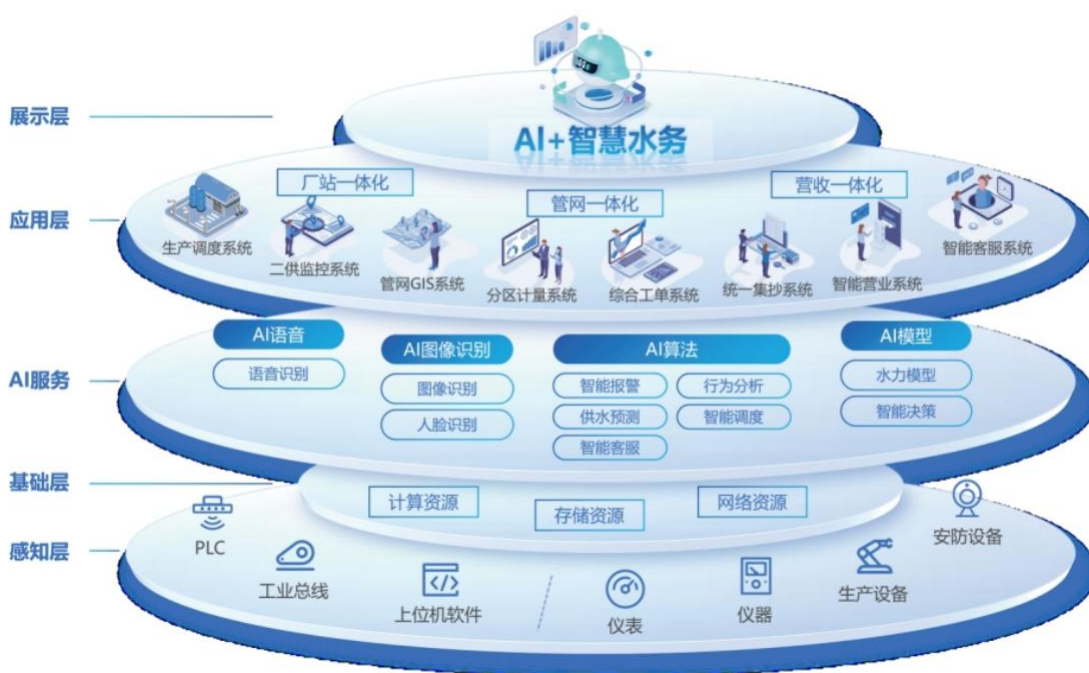 展示层
AI+智慧水务
应用层
厂站一体化
管网一体化
营收一体化
生产调度系统
二供监控系统
管网GIS系统
分区计量系统
综合工单系统
统一集抄系统
智能营业系统
智能客服系统
AI服务
AI语音
语音识别
AI图像识别
图像识别
人脸识别
AI算法
智能报警
行为分析
供水预测
智能调度
智能客服
AI模型
水力模型
智能决策
基础层
计算资源
存储资源
网络资源
感知层
PLC
工业总线
上位机软件
仪表
仪器
生产设备
安防设备